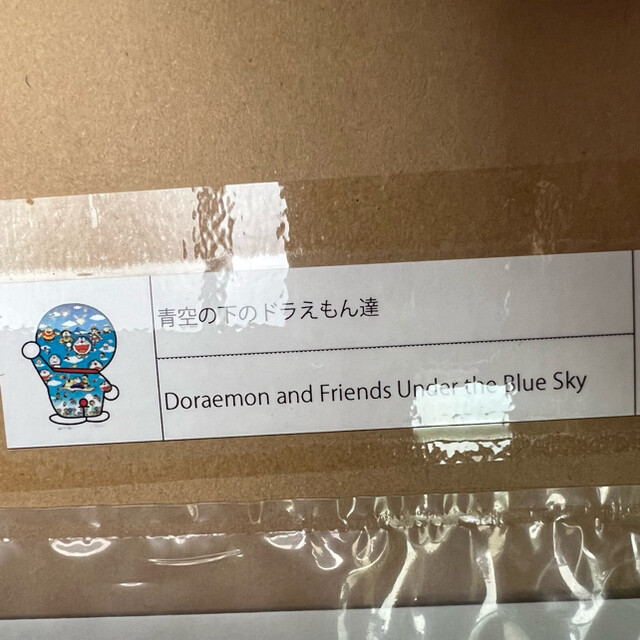 青空の下のドラえもん達
Doraemon and Friends Under the Blue Sky